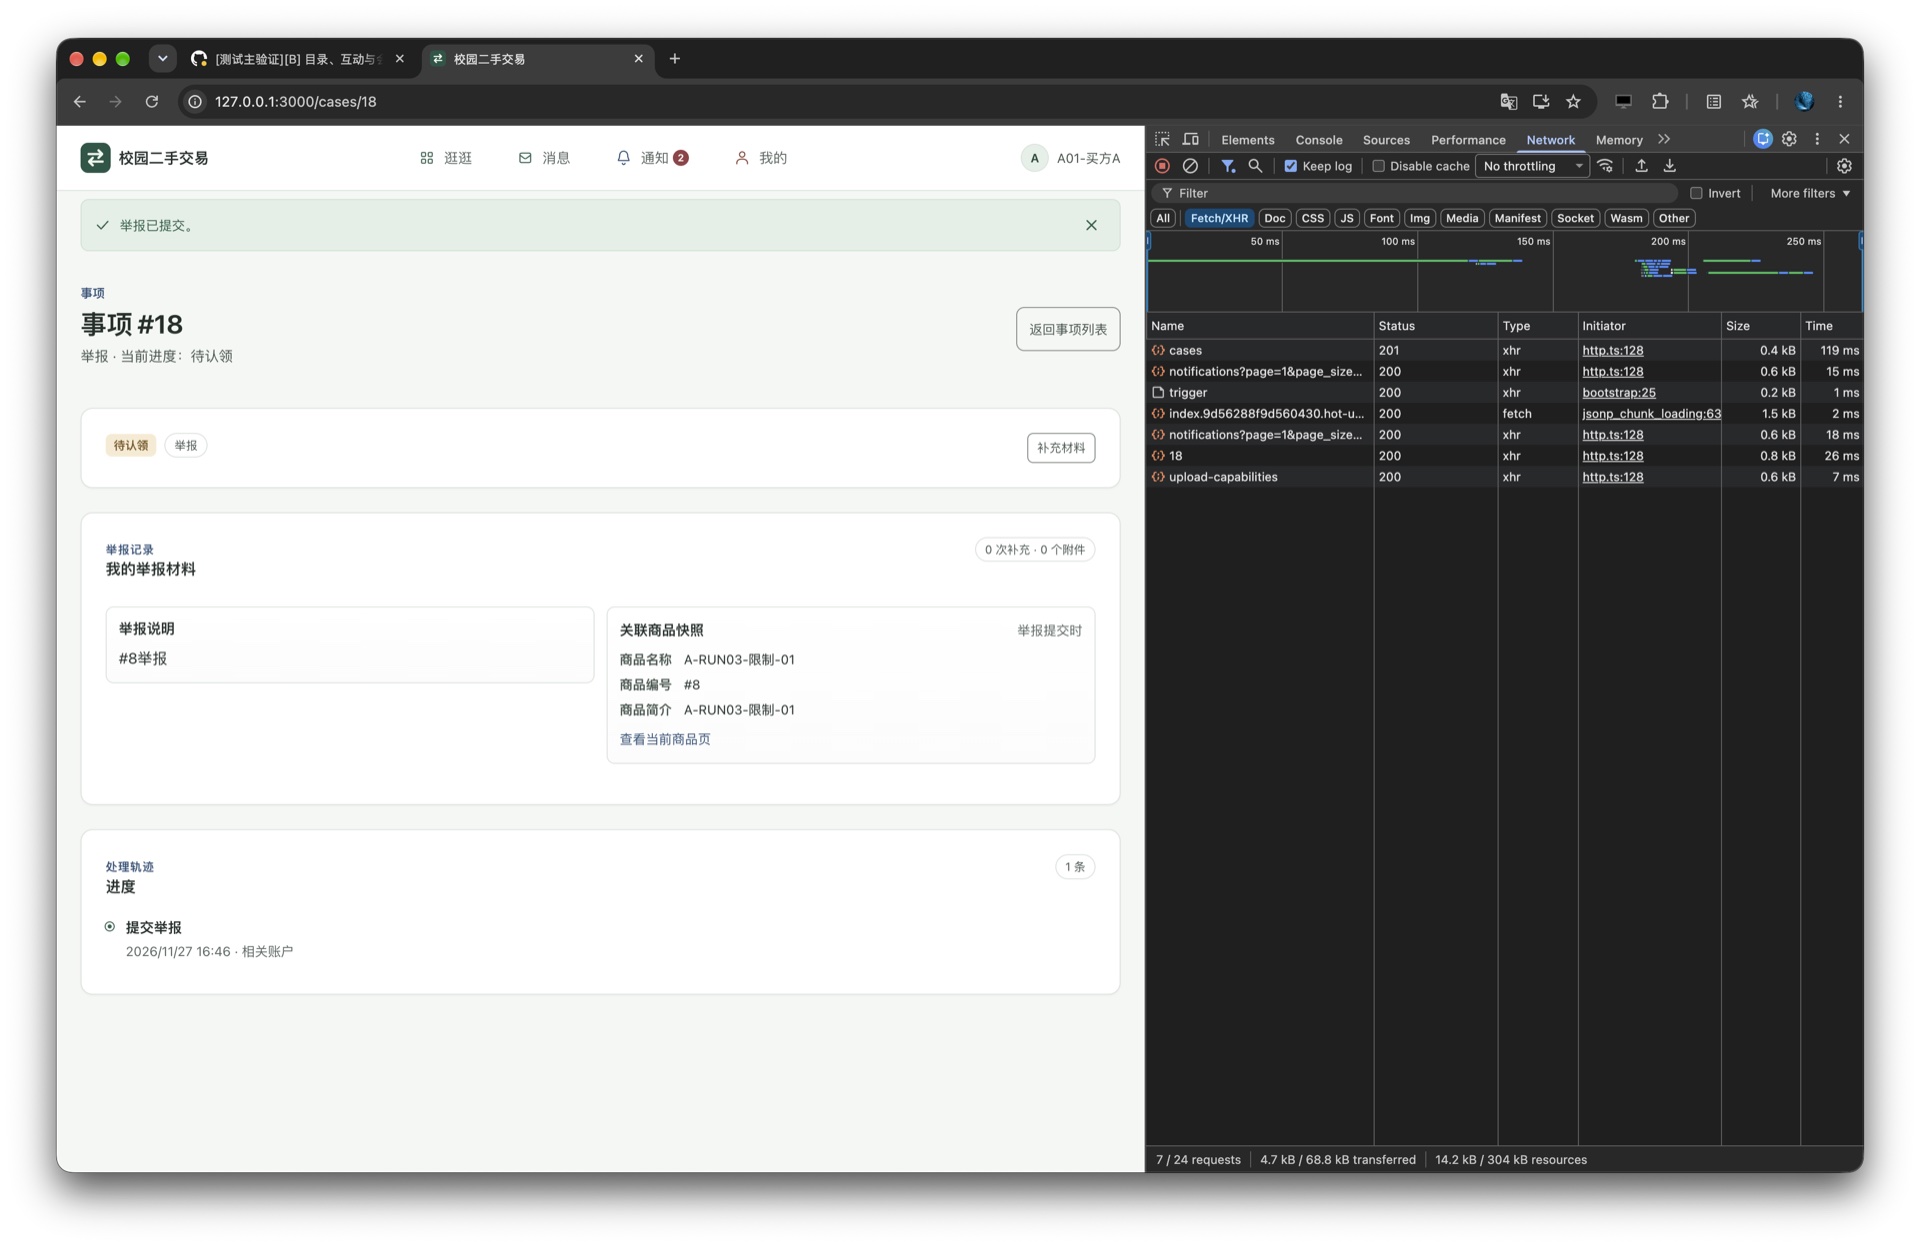 [测试主验证][B] 目录、互动与
校园二手交易
127.0.0.1:3000/cases/18
校园二手交易
逛逛
消息
通知 2
我的
A
A01-买方A
举报已提交。
事项
事项 #18
举报 · 当前进度：待认领
返回事项列表
待认领
举报
补充材料
举报记录
我的举报材料
0 次补充 · 0 个附件
举报说明
#8举报
关联商品快照
举报提交时
商品名称 A-RUN03-限制-01
商品编号 #8
商品简介 A-RUN03-限制-01
查看当前商品页
处理轨迹
进度
1 条
提交举报
2026/11/27 16:46 · 相关账户
Elements Console Sources Performance Network Memory
Keep log Disable cache No throttling
Filter Invert More filters
All Fetch/XHR Doc CSS JS Font Img Media Manifest Socket Wasm Other
50 ms 100 ms 150 ms 200 ms 250 ms
Name Status Type Initiator Size Time
cases 201 xhr http.ts:128 0.4 kB 119 ms
notifications?page=1&page_size... 200 xhr http.ts:128 0.6 kB 15 ms
trigger 200 xhr bootstrap:25 0.2 kB 1 ms
index.9d56288f9d560430.hot-u... 200 fetch jsonp_chunk_loading:63 1.5 kB 2 ms
notifications?page=1&page_size... 200 xhr http.ts:128 0.6 kB 18 ms
18 200 xhr http.ts:128 0.8 kB 26 ms
upload-capabilities 200 xhr http.ts:128 0.6 kB 7 ms
7 / 24 requests 4.7 kB / 68.8 kB transferred 14.2 kB / 304 kB resources